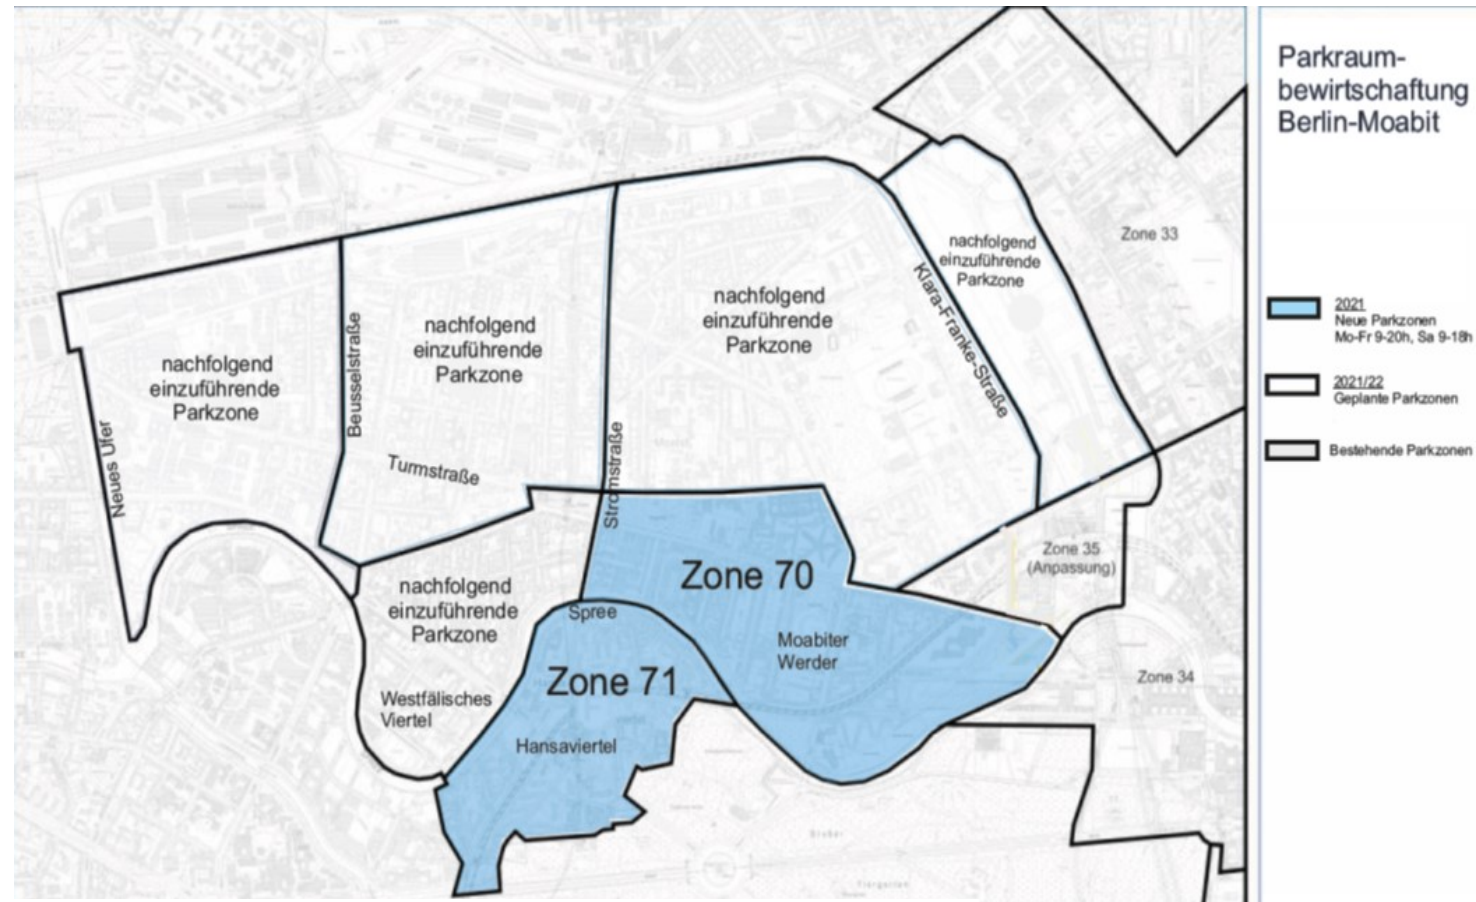 Parkraum-
bewirtschaftung
Berlin-Moabit
2021
Neue Parkzonen
Mo-Fr 9-20h, Sa 9-18h
2021/22
Geplante Parkzonen
Bestehende Parkzonen
Zone 33
nachfolgend
einzuführende
Parkzone
Klara-Franke-Straße
nachfolgend
einzuführende
Parkzone
nachfolgend
einzuführende
Parkzone
Beusselstraße
nachfolgend
einzuführende
Parkzone
Neues Ufer
Turmstraße
Stromstraße
Zone 35
(Anpassung)
Zone 70
nachfolgend
einzuführende
Parkzone
Spree
Moabiter
Werder
Zone 71
Zone 34
Westfälisches
Viertel
Hansaviertel